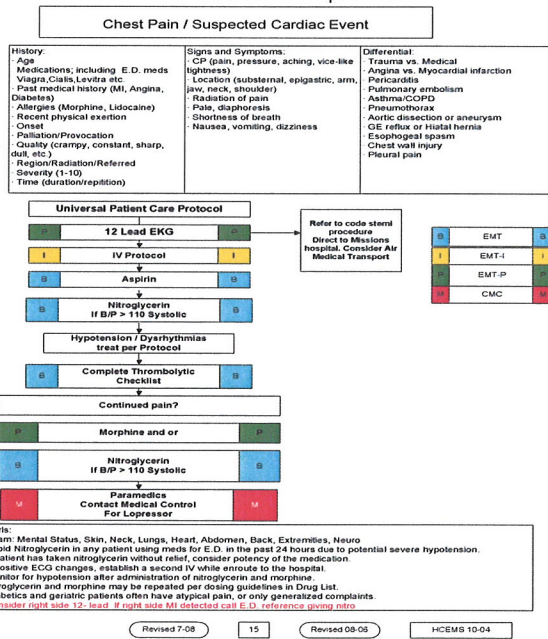 Chest Pain / Suspected Cardiac Event
History:
· Age
Medications; including E.D. meds
Viagra,Cialis,Levitra etc.
· Past medical history (MI, Angina,
Diabetes)
· Allergies (Morphine, Lidocaine)
· Recent physical exertion
· Onset
· Palliation/Provocation
· Quality (crampy, constant, sharp,
dull, etc.)
· Region/Radiation/Referred
· Severity (1-10)
· Time (duration/repitition)
Signs and Symptoms:
· CP (pain, pressure, aching, vice-like
tightness)
· Location (substernal, epigastric, arm,
jaw, neck, shoulder)
· Radiation of pain
· Pale, diaphoresis
· Shortness of breath
· Nausea, vomiting, dizziness
Differential:
· Trauma vs. Medical
· Angina vs. Myocardial infarction
· Pericarditis
· Pulmonary embolism
· Asthma/COPD
· Pneumothorax
· Aortic dissection or aneurysm
· GE reflux or Hiatal hernia
· Esophogeal spasm
· Chest wall injury
· Pleural pain
Universal Patient Care Protocol
P 12 Lead EKG P
Refer to code stemi
procedure
Direct to Missions
hospital. Consider Air
Medical Transport
I IV Protocol I
B Aspirin B
B Nitroglycerin B
If B/P > 110 Systolic
Hypotension / Dysrhythmias
treat per Protocol
B Complete Thrombolytic B
Checklist
Continued pain?
P Morphine and or P
B Nitroglycerin B
If B/P > 110 Systolic
M Paramedics M
Contact Medical Control
For Lopressor
B EMT B
I EMT-I I
P EMT-P P
M CMC M
rls:
am: Mental Status, Skin, Neck, Lungs, Heart, Abdomen, Back, Extremities, Neuro
oid Nitroglycerin in any patient using meds for E.D. in the past 24 hours due to potential severe hypotension.
atient has taken nitroglycerin without relief, consider potency of the medication.
ositive ECG changes, establish a second IV while enroute to the hospital.
nitor for hypotension after administration of nitroglycerin and morphine.
roglycerin and morphine may be repeated per dosing guidelines in Drug List.
betics and geriatric patients often have atypical pain, or only generalized complaints.
nsider right side 12- lead If right side MI detected call E.D. reference giving nitro
Revised 7-08
15
Revised 08-06
HCEMS 10-04